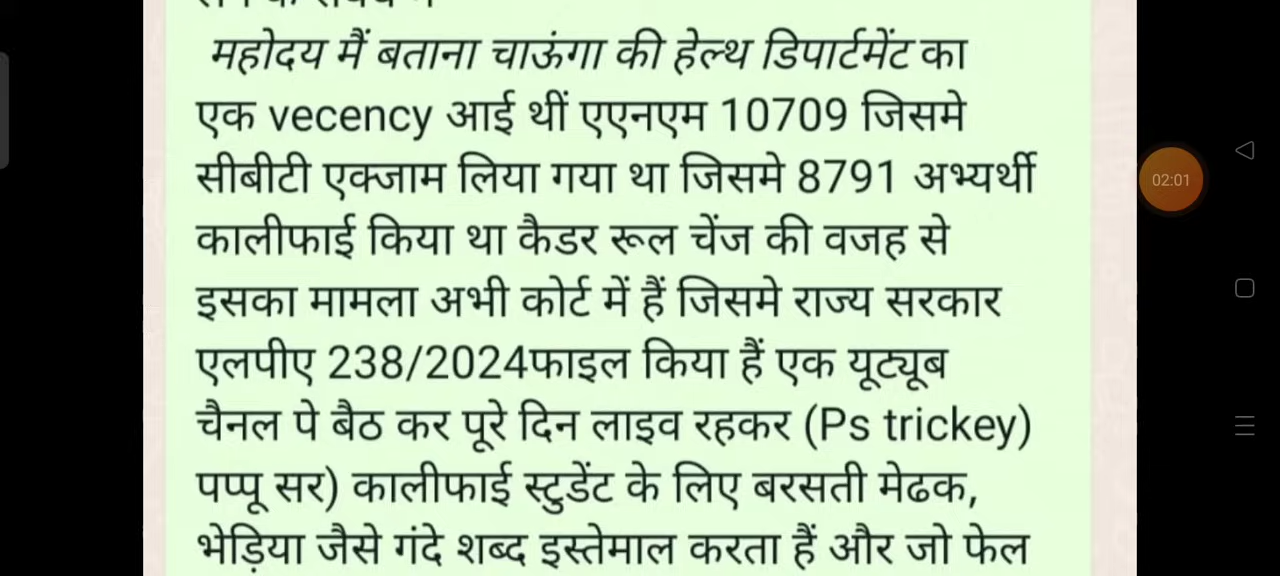 महोदय मैं बताना चाऊंगा की हेल्थ डिपार्टमेंट का
एक vecency आई थीं एएनएम 10709 जिसमे
सीबीटी एक्जाम लिया गया था जिसमे 8791 अभ्यर्थी
कालीफाई किया था कैडर रूल चेंज की वजह से
इसका मामला अभी कोर्ट में हैं जिसमे राज्य सरकार
एलपीए 238/2024फाइल किया हैं एक यूट्यूब
चैनल पे बैठ कर पूरे दिन लाइव रहकर (Ps trickey)
पप्पू सर) कालीफाई स्टुडेंट के लिए बरसती मेढक,
भेड़िया जैसे गंदे शब्द इस्तेमाल करता हैं और जो फेल
02:01